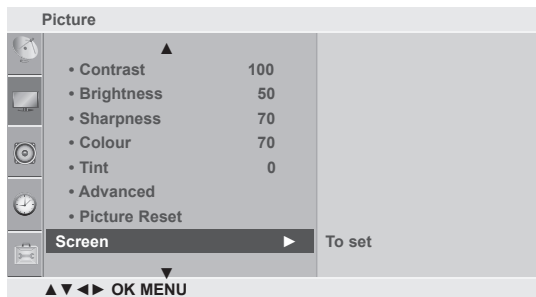 Picture
▲
• Contrast 100
• Brightness 50
• Sharpness 70
• Colour 70
• Tint 0
• Advanced
• Picture Reset
Screen ► To set
▼
▲▼◄► OK MENU